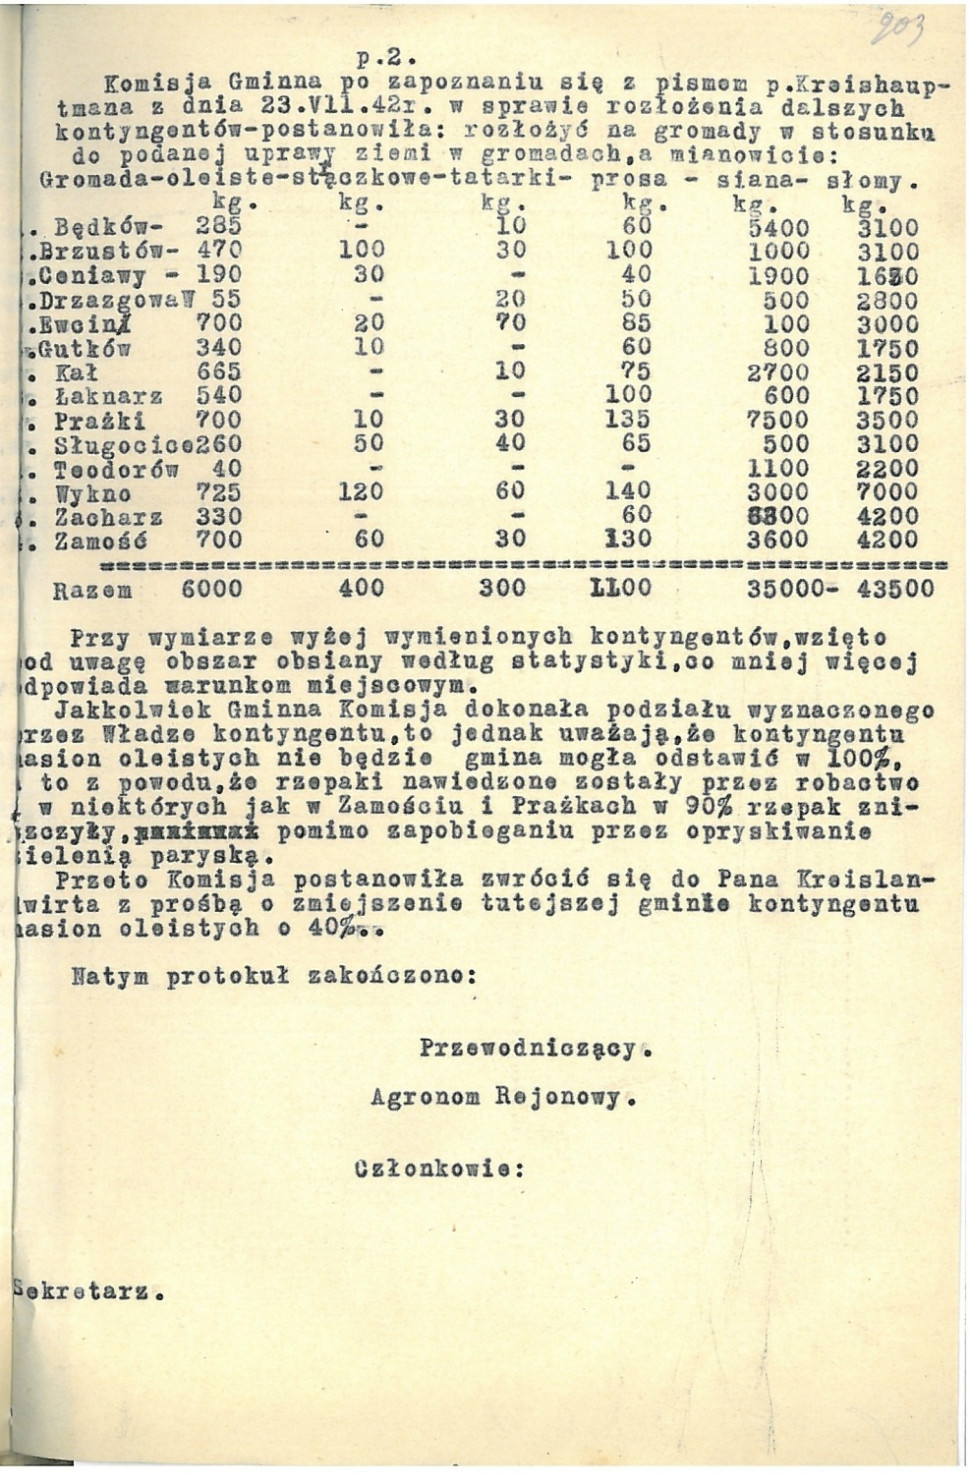 903
p.2.
Komisja Gminna po zapoznaniu się z pismem p.Kreishaup-
tmana z dnia 23.Vll.42r. w sprawie rozłożenia dalszych
kontyngentów-postanowiła: rozłożyć na gromady w stosunku
do podanej uprawy ziemi w gromadach,a mianowicie:
Gromada-oleiste-strączkowe-tatarki- prosa - siana- słomy.
kg. kg. kg. kg. kg. kg.
. Będków- 285 - 10 60 5400 3100
.Brzustów- 470 100 30 100 1000 3100
.Ceniawy - 190 30 - 40 1900 1650
.DrzazgowaW 55 - 20 50 500 2800
.Ewcin 700 20 70 85 100 3000
.Gutków 340 10 - 60 800 1750
. Kał 665 - 10 75 2700 2150
. Łaknarz 540 - - 100 600 1750
. Prażki 700 10 30 135 7500 3500
. Sługocice260 50 40 65 500 3100
. Teodorów 40 - - - 1100 2200
. Wykno 725 120 60 140 3000 7000
. Zacharz 330 - - 60 4200
. Zamość 700 60 30 130 3600 4200
Razem 6000 400 300 1100 35000- 43500
Przy wymiarze wyżej wymienionych kontyngentów,wzięto
od uwagę obszar obsiany według statystyki,co mniej więcej
dpowiada warunkom miejscowym.
Jakkolwiek Gminna Komisja dokonała podziału wyznaczonego
rzez Władze kontyngentu,to jednak uważają,że kontyngentu
asion oleistych nie będzie gmina mogła odstawić w 100%,
to z powodu,że rzepaki nawiedzone zostały przez robactwo
w niektórych jak w Zamościu i Prażkach w 90% rzepak zni-
szczyły, pomimo zapobieganiu przez opryskiwanie
ielenią paryską.
Przeto Komisja postanowiła zwrócić się do Pana Kreislan-
wirta z prośbą o zmiejszenie tutejszej gminie kontyngentu
asion oleistych o 40%..
Natym protokuł zakończono:
Przewodniczący.
Agronom Rejonowy.
Członkowie:
Sekretarz.